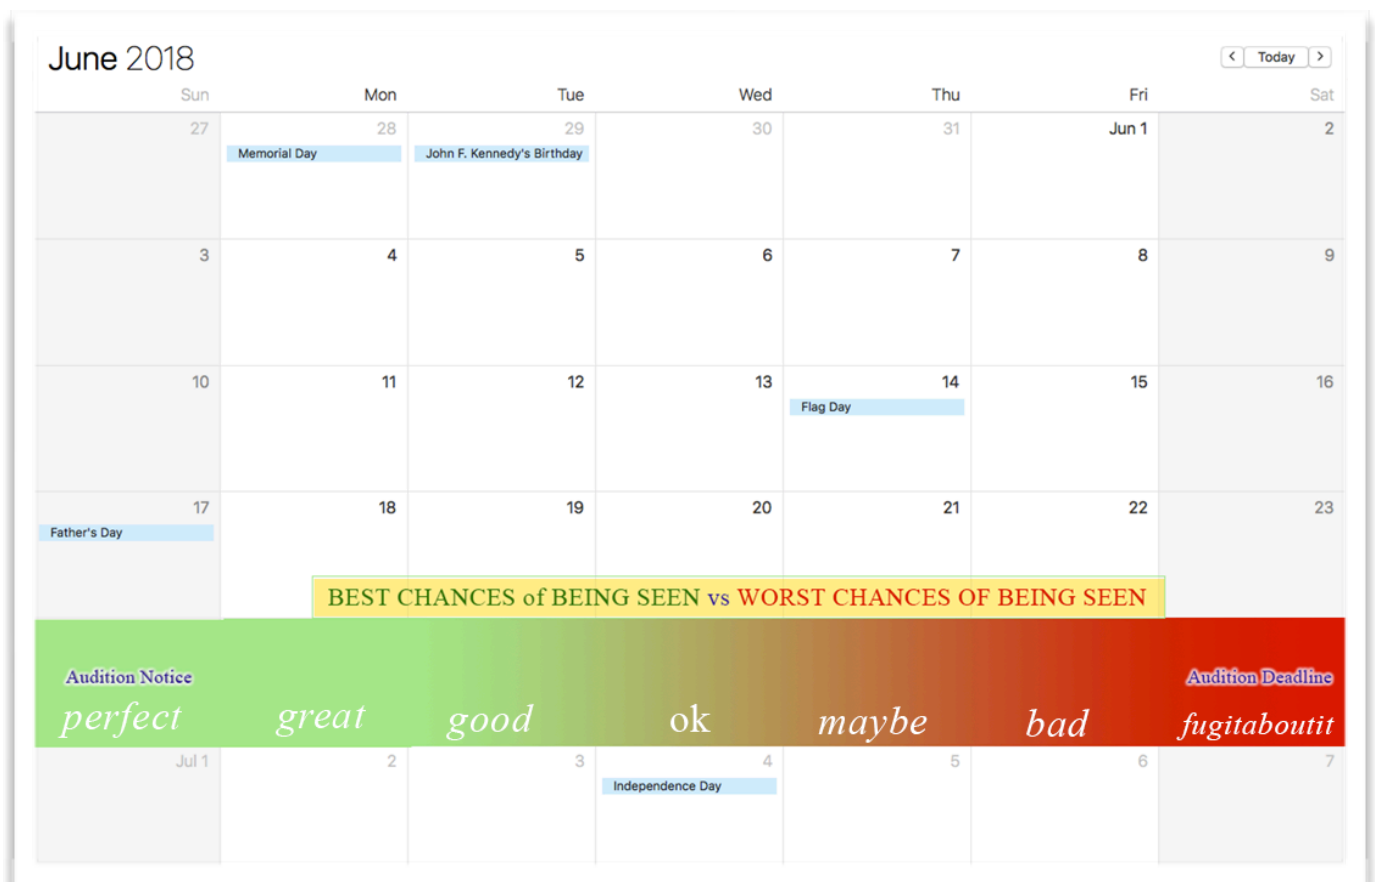 June 2018
< Today >
Sun Mon Tue Wed Thu Fri Sat
27 28 29 30 31 Jun 1 2
Memorial Day John F. Kennedy's Birthday
3 4 5 6 7 8 9
10 11 12 13 14 15 16
Flag Day
17 18 19 20 21 22 23
Father's Day
BEST CHANCES of BEING SEEN vs WORST CHANCES OF BEING SEEN
Audition Notice Audition Deadline
perfect great good ok maybe bad fugitaboutit
Jul 1 2 3 4 5 6 7
Independence Day